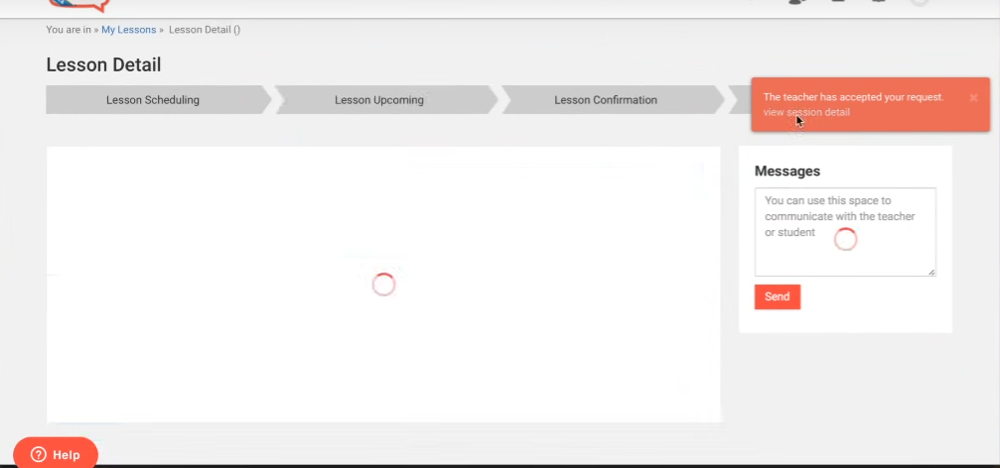 You are in » My Lessons » Lesson Detail ()
Lesson Detail
Lesson Scheduling
Lesson Upcoming
Lesson Confirmation
The teacher has accepted your request.
view session detail
×
Messages
You can use this space to
communicate with the teacher
or student
Send
Help